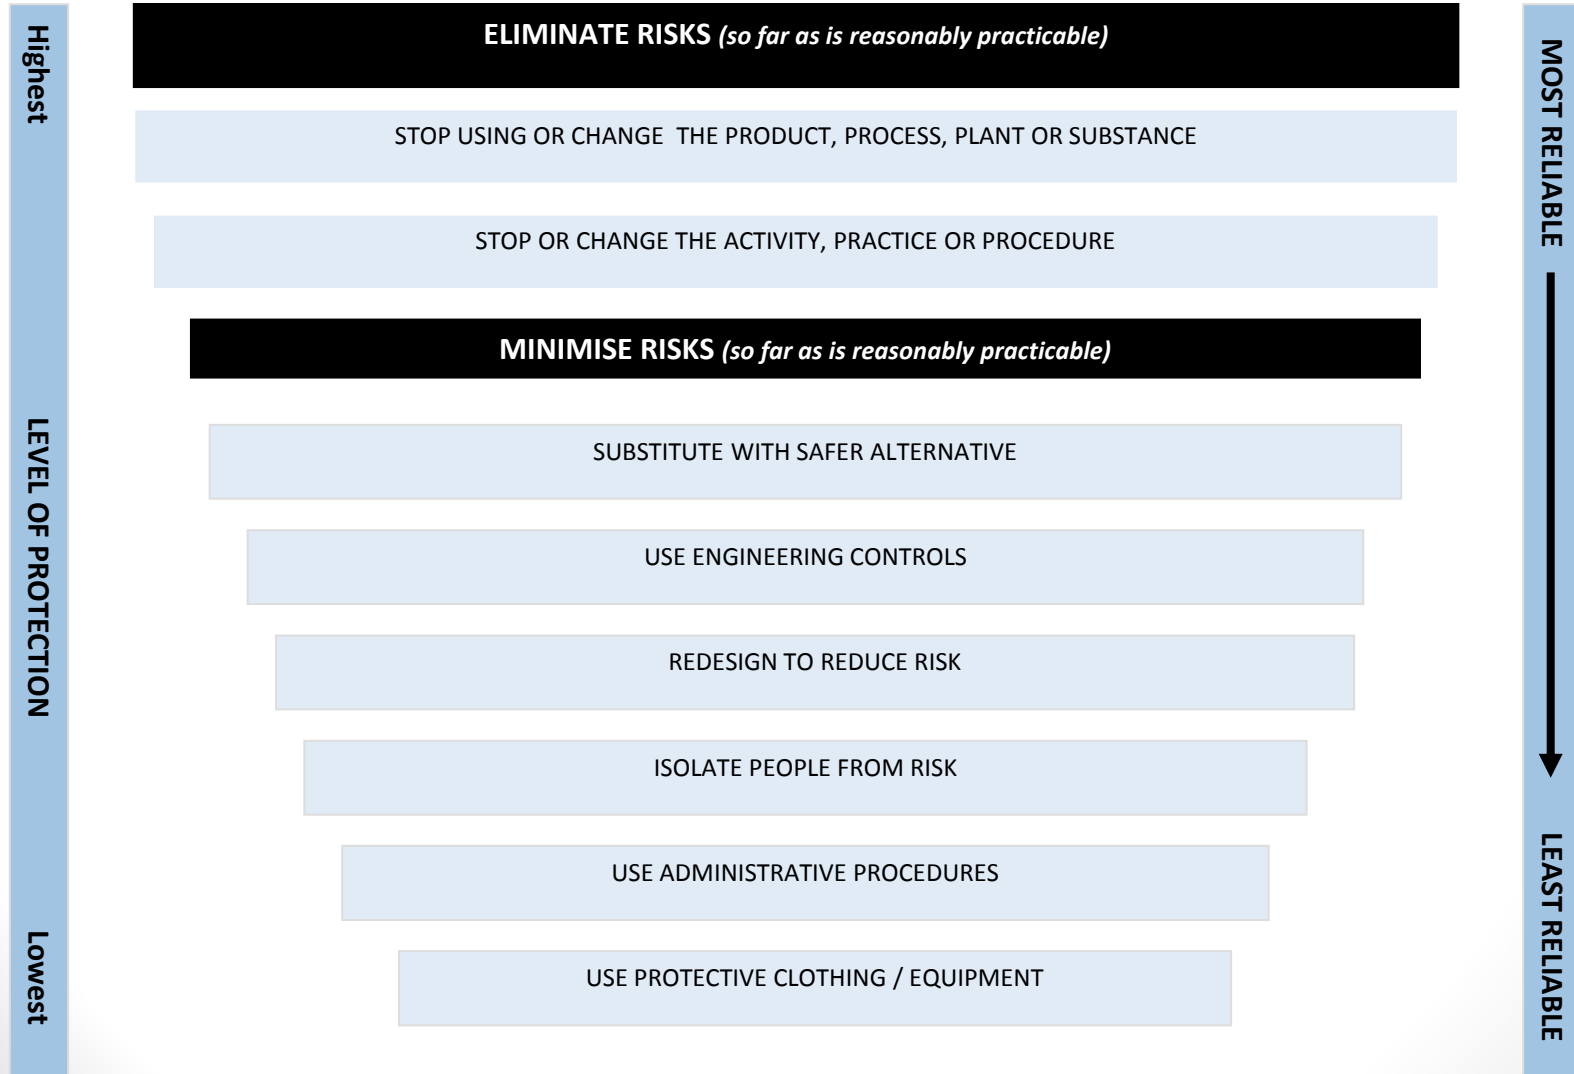 Highest
LEVEL OF PROTECTION
Lowest
ELIMINATE RISKS (so far as is reasonably practicable)
STOP USING OR CHANGE  THE PRODUCT, PROCESS, PLANT OR SUBSTANCE
STOP OR CHANGE THE ACTIVITY, PRACTICE OR PROCEDURE
MINIMISE RISKS (so far as is reasonably practicable)
SUBSTITUTE WITH SAFER ALTERNATIVE
USE ENGINEERING CONTROLS
REDESIGN TO REDUCE RISK
ISOLATE PEOPLE FROM RISK
USE ADMINISTRATIVE PROCEDURES
USE PROTECTIVE CLOTHING / EQUIPMENT
MOST RELIABLE
LEAST RELIABLE